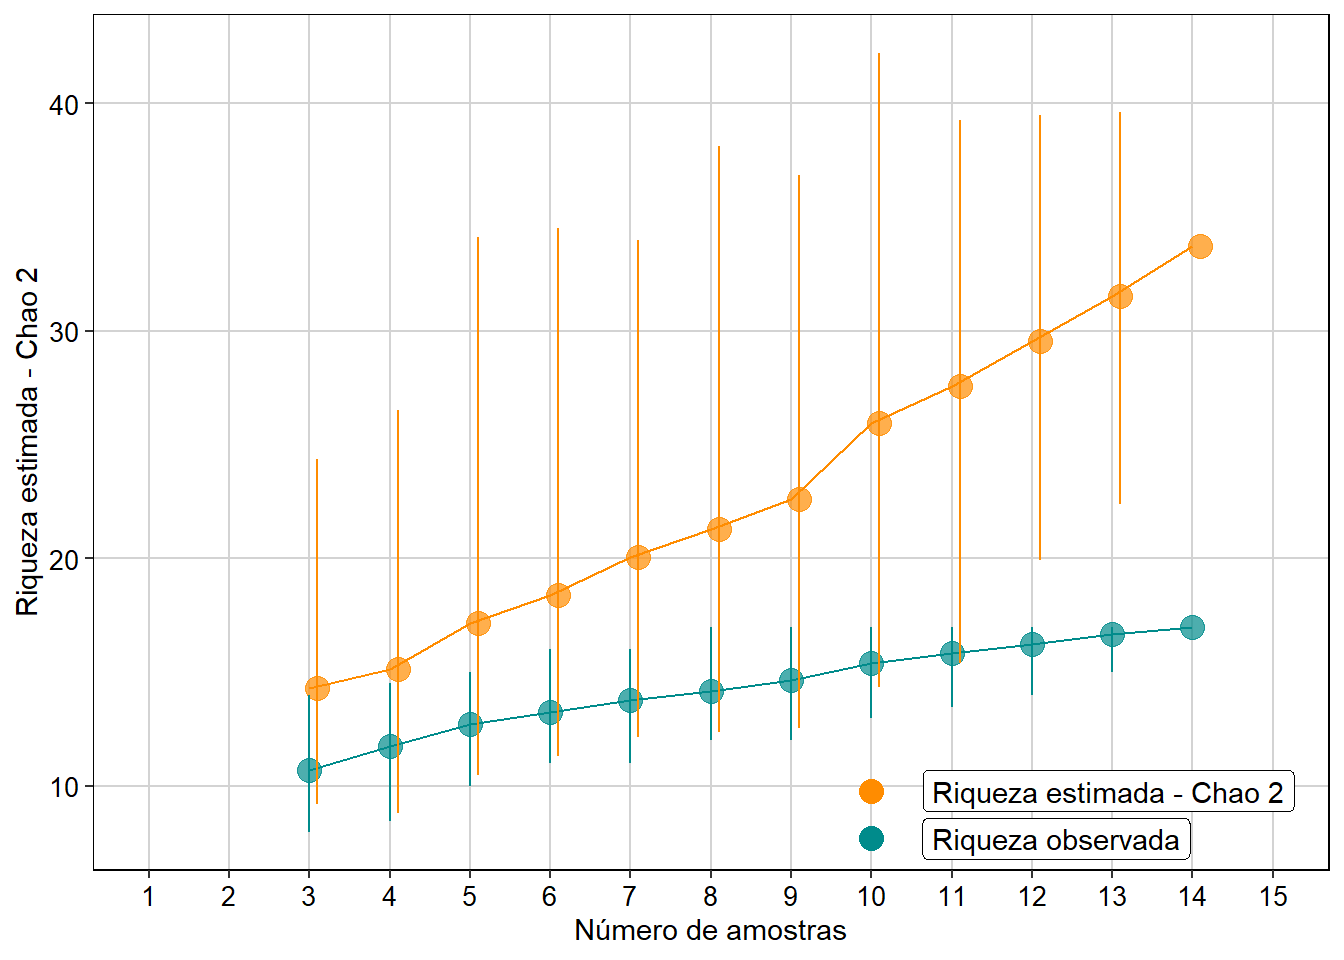 40
30
20
10
Riqueza estimada - Chao 2
Riqueza estimada - Chao 2
Riqueza observada
1 2 3 4 5 6 7 8 9 10 11 12 13 14 15
Número de amostras